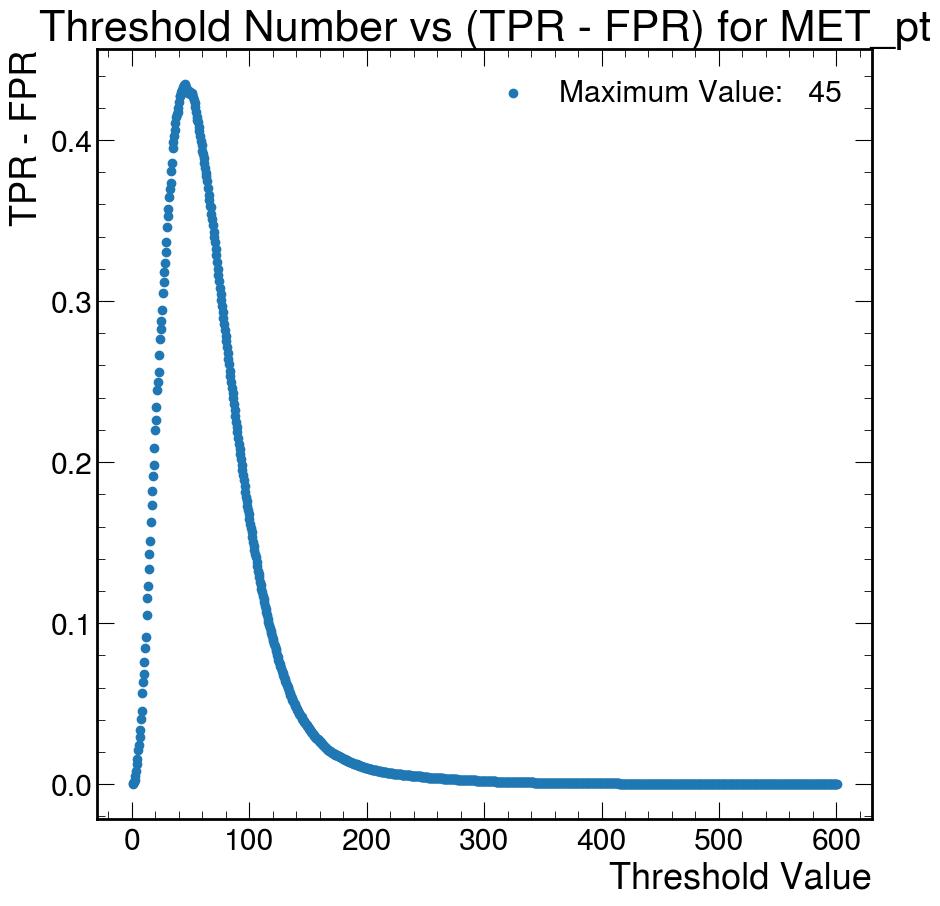 Threshold Number vs (TPR - FPR) for MET_pt
TPR - FPR
Maximum Value: 45
0.4
0.3
0.2
0.1
0.0
0 100 200 300 400 500 600
Threshold Value